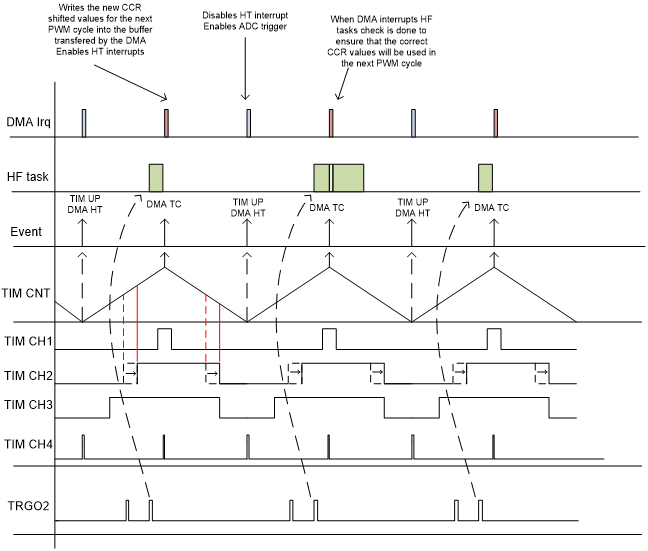 Writes the new CCR
shifted values for the next
PWM cycle into the buffer
transfered by the DMA
Enables HT interrupts
Disables HT interrupt
Enables ADC trigger
When DMA interrupts HF
tasks check is done to
ensure that the correct
CCR values will be used in
the next PWM cycle
DMA Irq
HF task
TIM UP
DMA HT
DMA TC
TIM UP
DMA HT
DMA TC
TIM UP
DMA HT
DMA TC
Event
TIM CNT
TIM CH1
TIM CH2
TIM CH3
TIM CH4
TRGO2